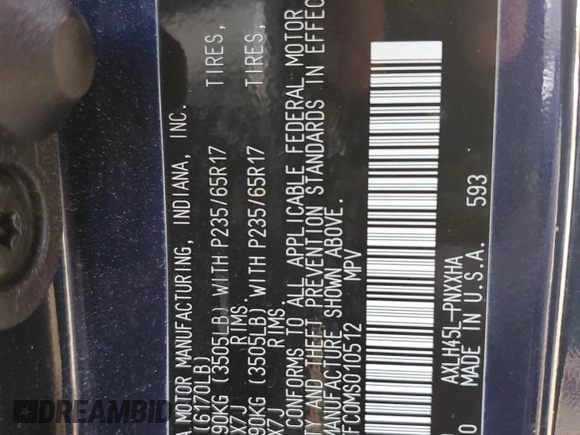 A MOTOR MANUFACTURING, INDIANA, INC.
(6170LB)
90KG (3505LB) WITH P235/65R17 TIRES,
X7J RIMS.
90KG (3505LB) WITH P235/65R17 TIRES,
X7J RIMS.
CONFORMS TO ALL APPLICABLE FEDERAL MOTOR
TY AND THEFT PREVENTION STANDARDS IN EFFEC
MANUFACTURE SHOWN ABOVE.
FC0MS010512 MPV
AXLH45L-PNXXHA
0 MADE IN U.S.A. 593
DREAMBID